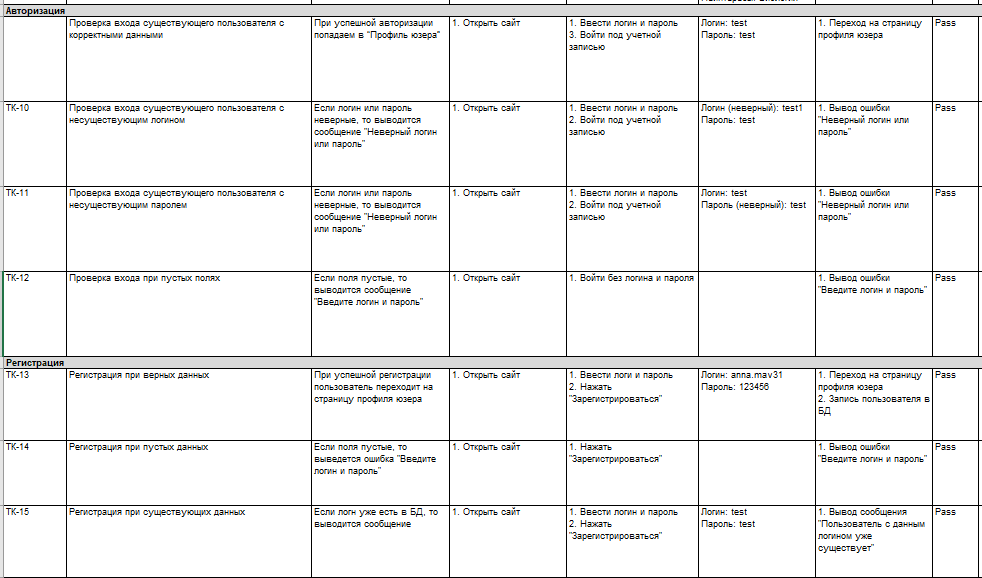 Авторизация
Проверка входа существующего пользователя с
корректными данными
При успешной авторизации
попадаем в "Профиль юзера"
1. Открыть сайт
1. Ввести логин и пароль
3. Войти под учетной
записью
Логин: test
Пароль: test
1. Переход на страницу
профиля юзера
Pass
ТК-10
Проверка входа существующего пользователя с
несуществующим логином
Если логин или пароль
неверные, то выводится
сообщение "Неверный логин
или пароль"
1. Открыть сайт
1. Ввести логин и пароль
2. Войти под учетной
записью
Логин (неверный): test1
Пароль: test
1. Вывод ошибки
"Неверный логин или
пароль"
Pass
ТК-11
Проверка входа существующего пользователя с
несуществующим паролем
Если логин или пароль
неверные, то выводится
сообщение "Неверный логин
или пароль"
1. Открыть сайт
1. Ввести логин и пароль
2. Войти под учетной
записью
Логин: test
Пароль (неверный): test
1. Вывод ошибки
"Неверный логин или
пароль"
Pass
ТК-12
Проверка входа при пустых полях
Если поля пустые, то
выводится сообщение
"Введите логин и пароль"
1. Открыть сайт
1. Войти без логина и пароля
1. Вывод ошибки
"Введите логин и пароль"
Pass
Регистрация
ТК-13
Регистрация при верных данных
При успешной регистрации
пользователь переходит на
страницу профиля юзера
1. Открыть сайт
1. Ввести логи и пароль
2. Нажать
"Зарегистрироваться"
Логин: anna.mav31
Пароль: 123456
1. Переход на страницу
профиля юзера
2. Запись пользователя в
БД
Pass
ТК-14
Регистрация при пустых данных
Если поля пустые, то
выведется ошибка "Введите
логин и пароль"
1. Открыть сайт
1. Нажать
"Зарегистрироваться"
1. Вывод ошибки
"Введите логин и пароль"
Pass
ТК-15
Регистрация при существующих данных
Если логн уже есть в БД, то
выводится сообщение
1. Открыть сайт
1. Ввести логин и пароль
2. Нажать
"Зарегистрироваться"
Логин: test
Пароль: test
1. Вывод сообщения
"Пользователь с данным
логином уже
существует"
Pass